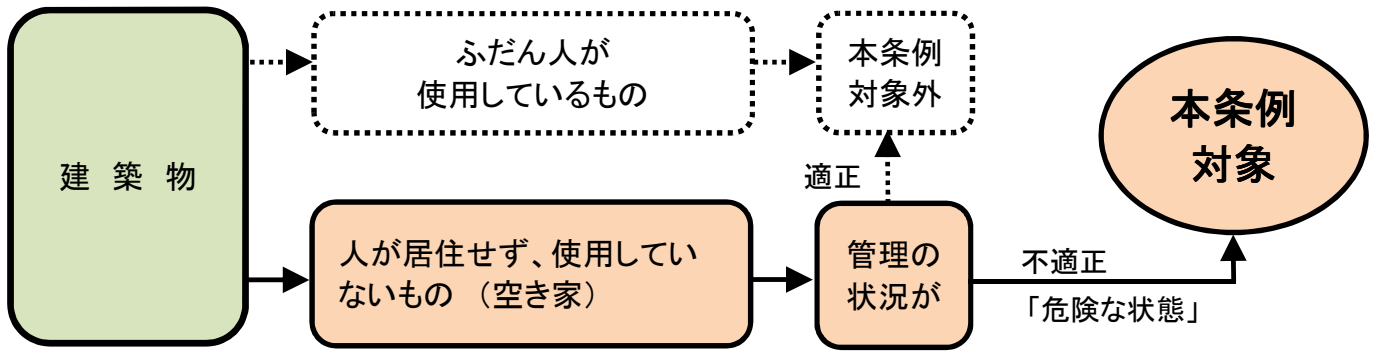 建 築 物
ふだん人が
使用しているもの
本条例
対象外
本条例
対象
適正
人が居住せず、使用してい
ないもの （空き家）
管理の
状況が
不適正
「危険な状態」